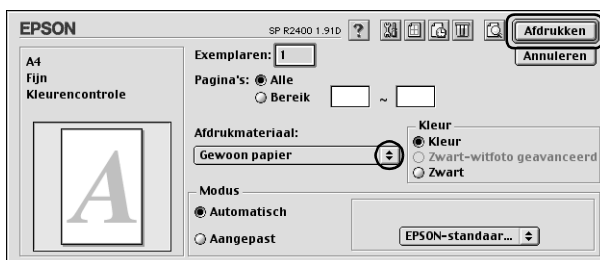 EPSON
SP R2400 1.91D
?
Afdrukken
Annuleren
A4
Fijn
Kleurencontrole
A
Exemplaren: 1
Pagina's: Alle
Bereik ~
Afdrukmateriaal:
Gewoon papier
Kleur
Kleur
Zwart-witfoto geavanceerd
Zwart
Modus
Automatisch
Aangepast
EPSON-standaar...